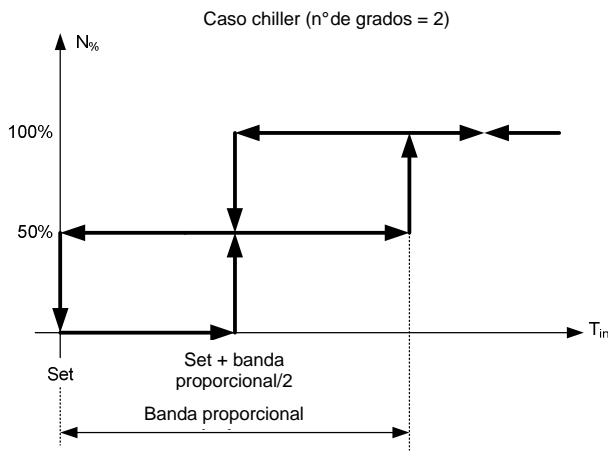 Caso chiller (n°de grados = 2)
N%
100%
50%
Tin
Set
Set + banda
proporcional/2
Banda proporcional